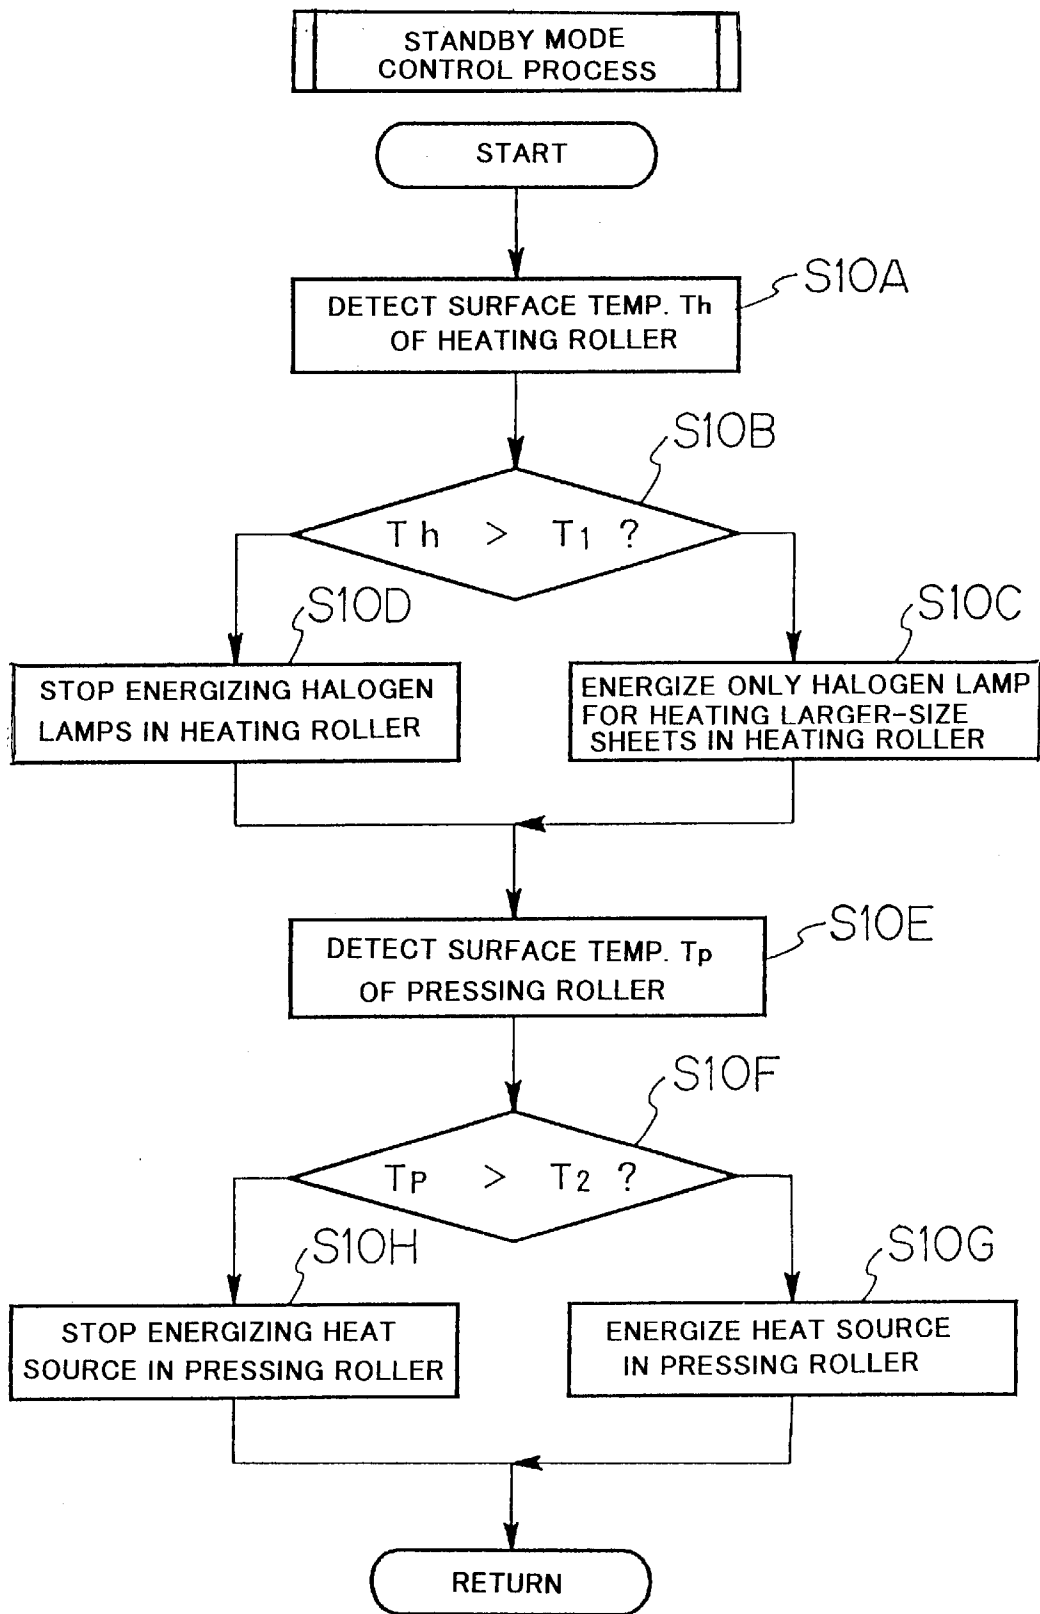 STANDBY MODE
CONTROL PROCESS
START
S10A
DETECT SURFACE TEMP. Th
OF HEATING ROLLER
S10B
Th > T1 ?
S10D
S10C
STOP ENERGIZING HALOGEN
LAMPS IN HEATING ROLLER
ENERGIZE ONLY HALOGEN LAMP
FOR HEATING LARGER-SIZE
SHEETS IN HEATING ROLLER
S10E
DETECT SURFACE TEMP. Tp
OF PRESSING ROLLER
S10F
TP > T2 ?
S10H
S10G
STOP ENERGIZING HEAT
SOURCE IN PRESSING ROLLER
ENERGIZE HEAT SOURCE
IN PRESSING ROLLER
RETURN